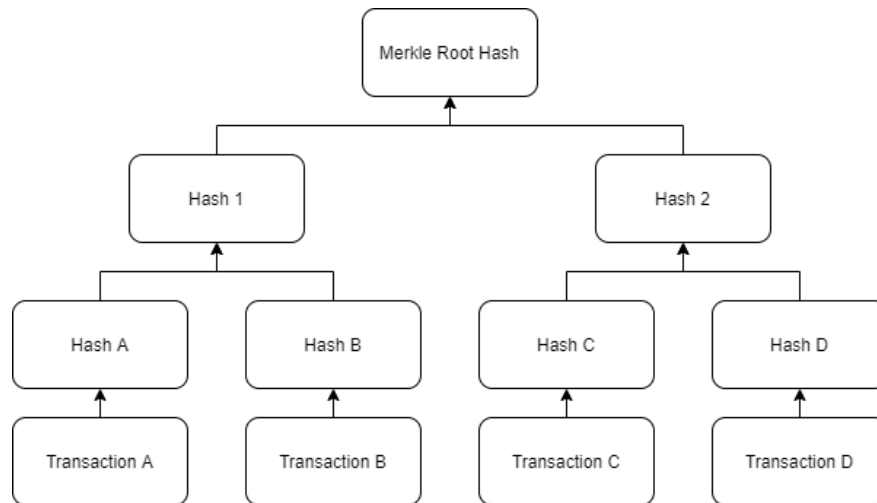 Merkle Root Hash
Hash 1
Hash 2
Hash A
Hash B
Hash C
Hash D
Transaction A
Transaction B
Transaction C
Transaction D